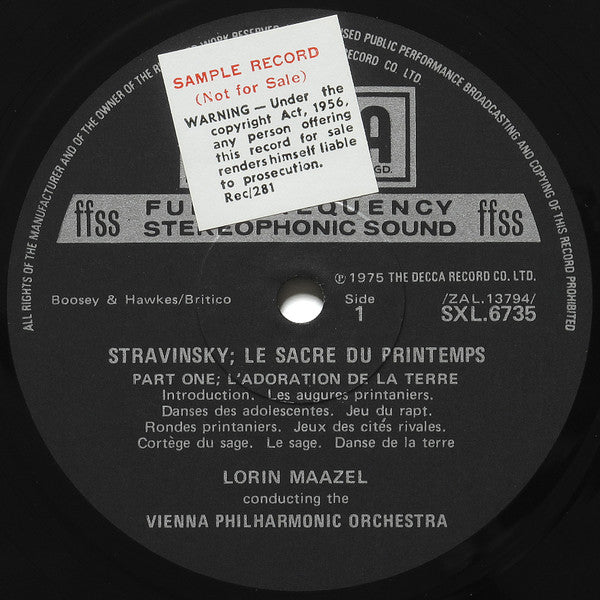 ALL RIGHTS OF THE MANUFACTURER AND OF THE OWNER OF THE RECORDED WORK RESERVED
PUBLIC PERFORMANCE BROADCASTING AND COPYING OF THIS RECORD PROHIBITED
RECORD CO LTD
SAMPLE RECORD
(Not for Sale)
WARNING — Under the
copyright Act, 1956,
any person offering
this record for sale
renders himself liable
to prosecution.
Rec/281
ffss
STEREOPHONIC SOUND
ffss
℗ 1975 THE DECCA RECORD CO. LTD.
Boosey & Hawkes/Britico
Side
1
/ZAL.13794/
SXL.6735
STRAVINSKY; LE SACRE DU PRINTEMPS
PART ONE; L'ADORATION DE LA TERRE
Introduction. Les augures printaniers.
Danses des adolescentes. Jeu du rapt.
Rondes printaniers. Jeux des cités rivales.
Cortège du sage. Le sage. Danse de la terre
LORIN MAAZEL
conducting the
VIENNA PHILHARMONIC ORCHESTRA